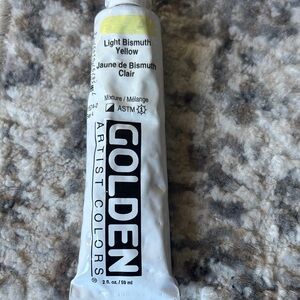 Light Bismuth
Yellow
Jaune de Bismuth
Clair
Mixture / Mélange
ASTM I
GOLDEN
ARTIST COLORS®
2 fl. oz. / 59 ml